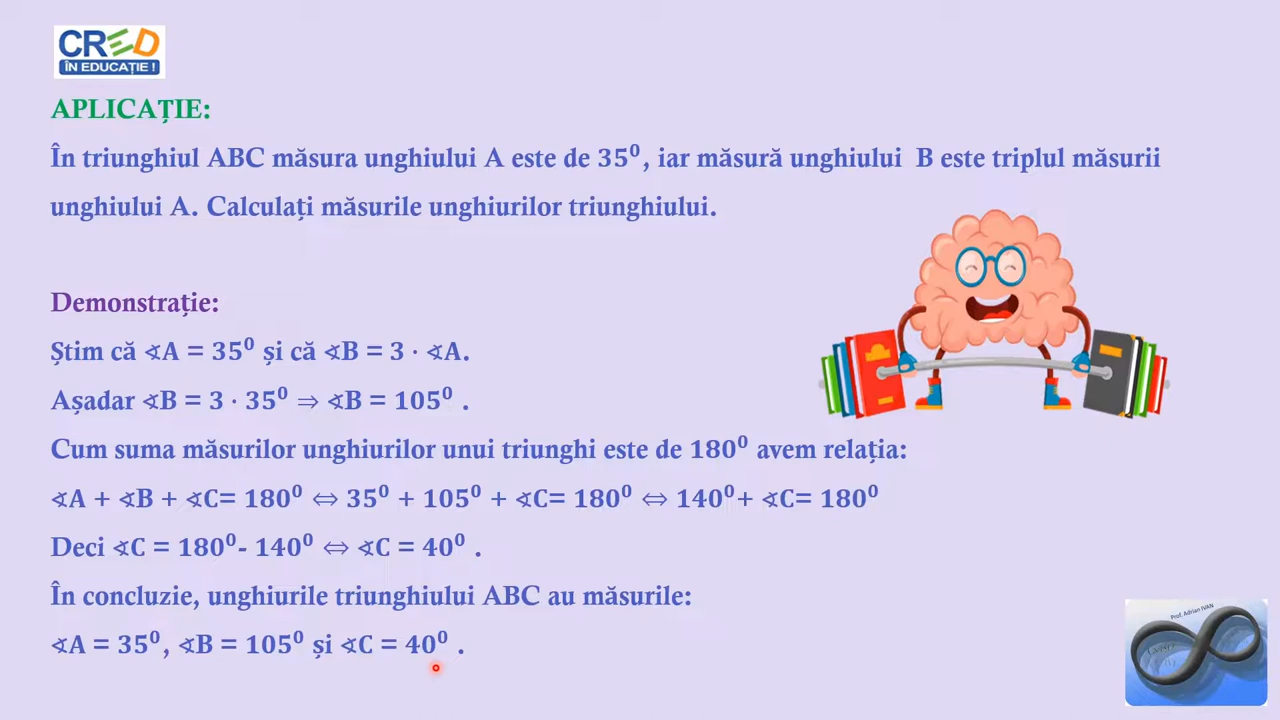 CRED
ÎN EDUCAȚIE !
APLICAȚIE:
În triunghiul ABC măsura unghiului A este de 35⁰, iar măsură unghiului B este triplul măsurii
unghiului A. Calculați măsurile unghiurilor triunghiului.
Demonstrație:
Știm că ∢A = 35⁰ și că ∢B = 3 · ∢A.
Așadar ∢B = 3 · 35⁰ ⇒ ∢B = 105⁰ .
Cum suma măsurilor unghiurilor unui triunghi este de 180⁰ avem relația:
∢A + ∢B + ∢C= 180⁰ ⇔ 35⁰ + 105⁰ + ∢C= 180⁰ ⇔ 140⁰+ ∢C= 180⁰
Deci ∢C = 180⁰- 140⁰ ⇔ ∢C = 40⁰ .
În concluzie, unghiurile triunghiului ABC au măsurile:
∢A = 35⁰, ∢B = 105⁰ și ∢C = 40⁰ .
Prof. Adrian IVAN